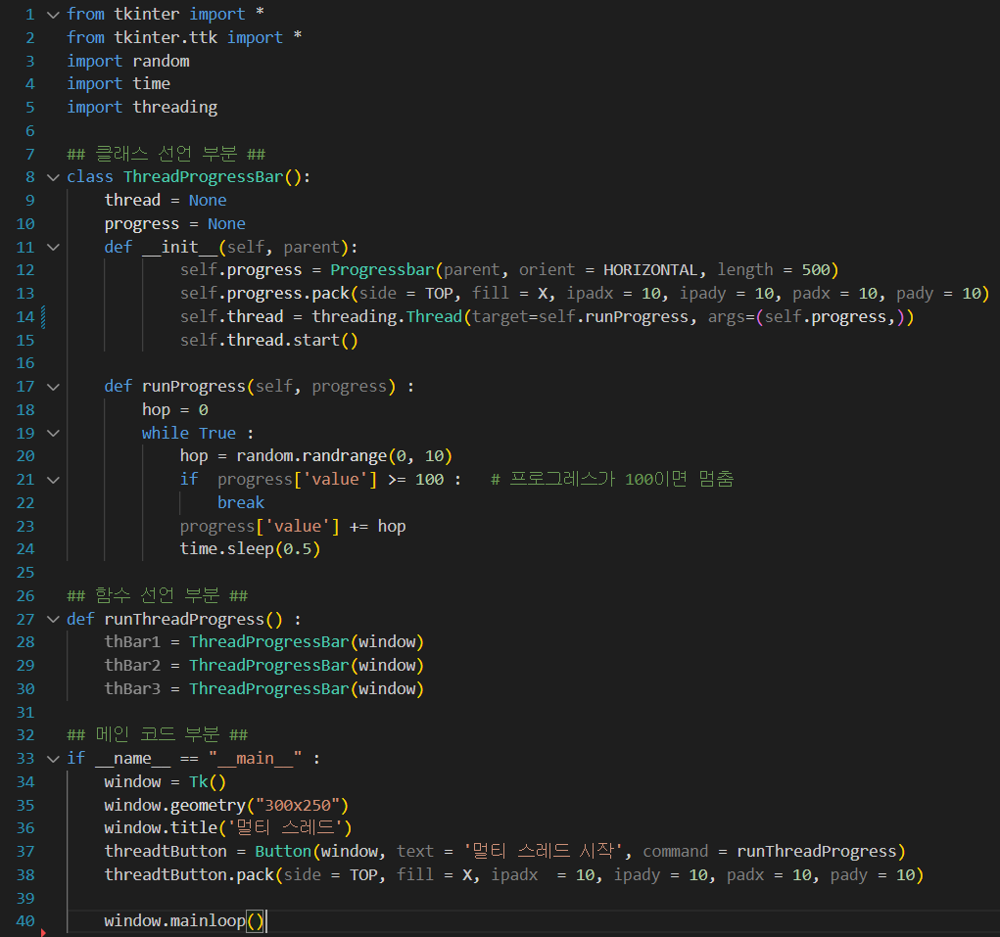 1 from tkinter import *
2 from tkinter.ttk import *
3 import random
4 import time
5 import threading
6
7 ## 클래스 선언 부분 ##
8 class ThreadProgressBar():
9     thread = None
10     progress = None
11     def __init__(self, parent):
12             self.progress = Progressbar(parent, orient = HORIZONTAL, length = 500)
13             self.progress.pack(side = TOP, fill = X, ipadx = 10, ipady = 10, padx = 10, pady = 10)
14             self.thread = threading.Thread(target=self.runProgress, args=(self.progress,))
15             self.thread.start()
16
17     def runProgress(self, progress) :
18         hop = 0
19         while True :
20             hop = random.randrange(0, 10)
21             if  progress['value'] >= 100 :   # 프로그레스가 100이면 멈춤
22                 break
23             progress['value'] += hop
24             time.sleep(0.5)
25
26 ## 함수 선언 부분 ##
27 def runThreadProgress() :
28     thBar1 = ThreadProgressBar(window)
29     thBar2 = ThreadProgressBar(window)
30     thBar3 = ThreadProgressBar(window)
31
32 ## 메인 코드 부분 ##
33 if __name__ == "__main__" :
34     window = Tk()
35     window.geometry("300x250")
36     window.title('멀티 스레드')
37     threadtButton = Button(window, text = '멀티 스레드 시작', command = runThreadProgress)
38     threadtButton.pack(side = TOP, fill = X, ipadx  = 10, ipady = 10, padx = 10, pady = 10)
39
40     window.mainloop()